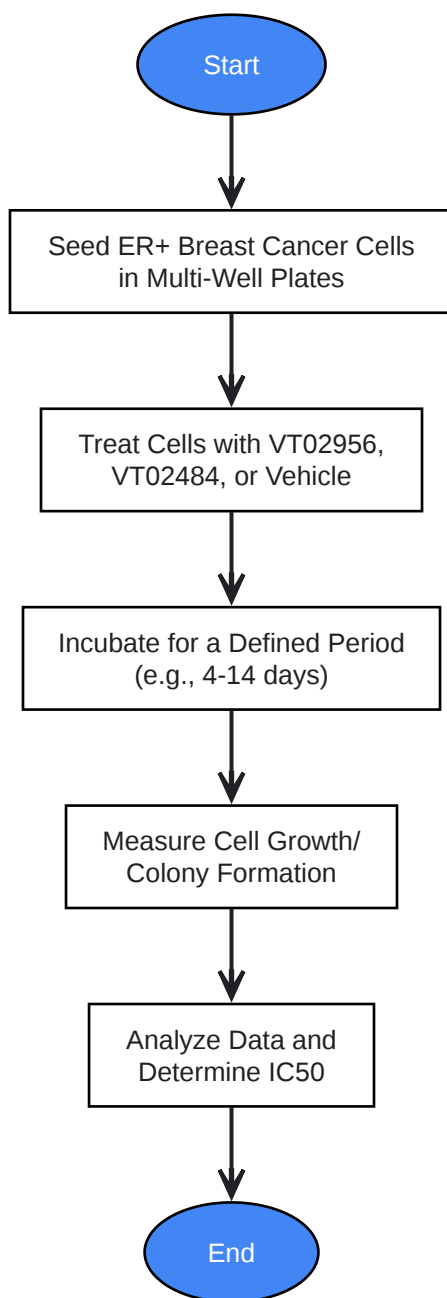 Start
Seed ER+ Breast Cancer Cells
in Multi-Well Plates
Treat Cells with VT02956,
VT02484, or Vehicle
Incubate for a Defined Period
(e.g., 4-14 days)
Measure Cell Growth/
Colony Formation
Analyze Data and
Determine IC50
End